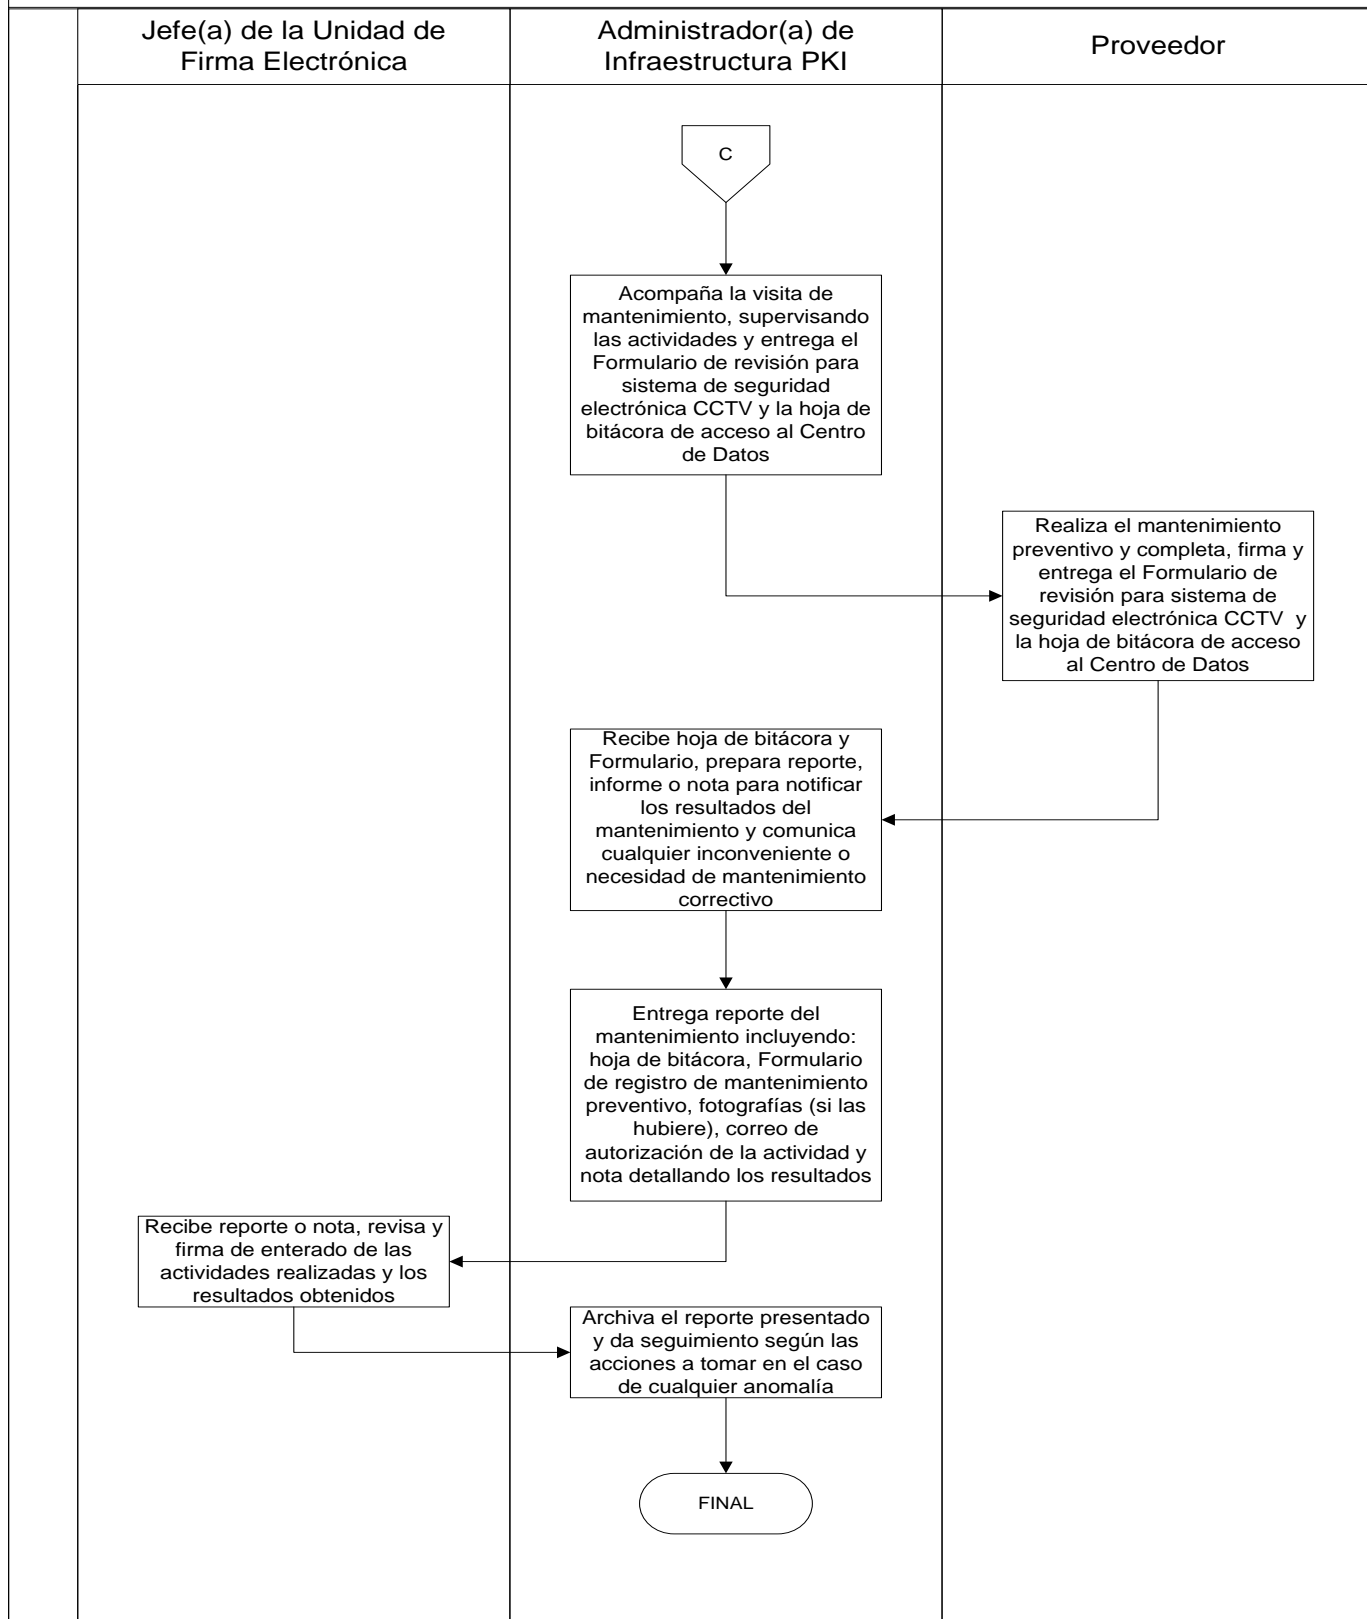 Jefe(a) de la Unidad de
Firma Electrónica
Administrador(a) de
Infraestructura PKI
Proveedor
C
Acompaña la visita de
mantenimiento, supervisando
las actividades y entrega el
Formulario de revisión para
sistema de seguridad
electrónica CCTV y la hoja de
bitácora de acceso al Centro
de Datos
Realiza el mantenimiento
preventivo y completa, firma y
entrega el Formulario de
revisión para sistema de
seguridad electrónica CCTV  y
la hoja de bitácora de acceso
al Centro de Datos
Recibe hoja de bitácora y
Formulario, prepara reporte,
informe o nota para notificar
los resultados del
mantenimiento y comunica
cualquier inconveniente o
necesidad de mantenimiento
correctivo
Entrega reporte del
mantenimiento incluyendo:
hoja de bitácora, Formulario
de registro de mantenimiento
preventivo, fotografías (si las
hubiere), correo de
autorización de la actividad y
nota detallando los resultados
Recibe reporte o nota, revisa y
firma de enterado de las
actividades realizadas y los
resultados obtenidos
Archiva el reporte presentado
y da seguimiento según las
acciones a tomar en el caso
de cualquier anomalía
FINAL